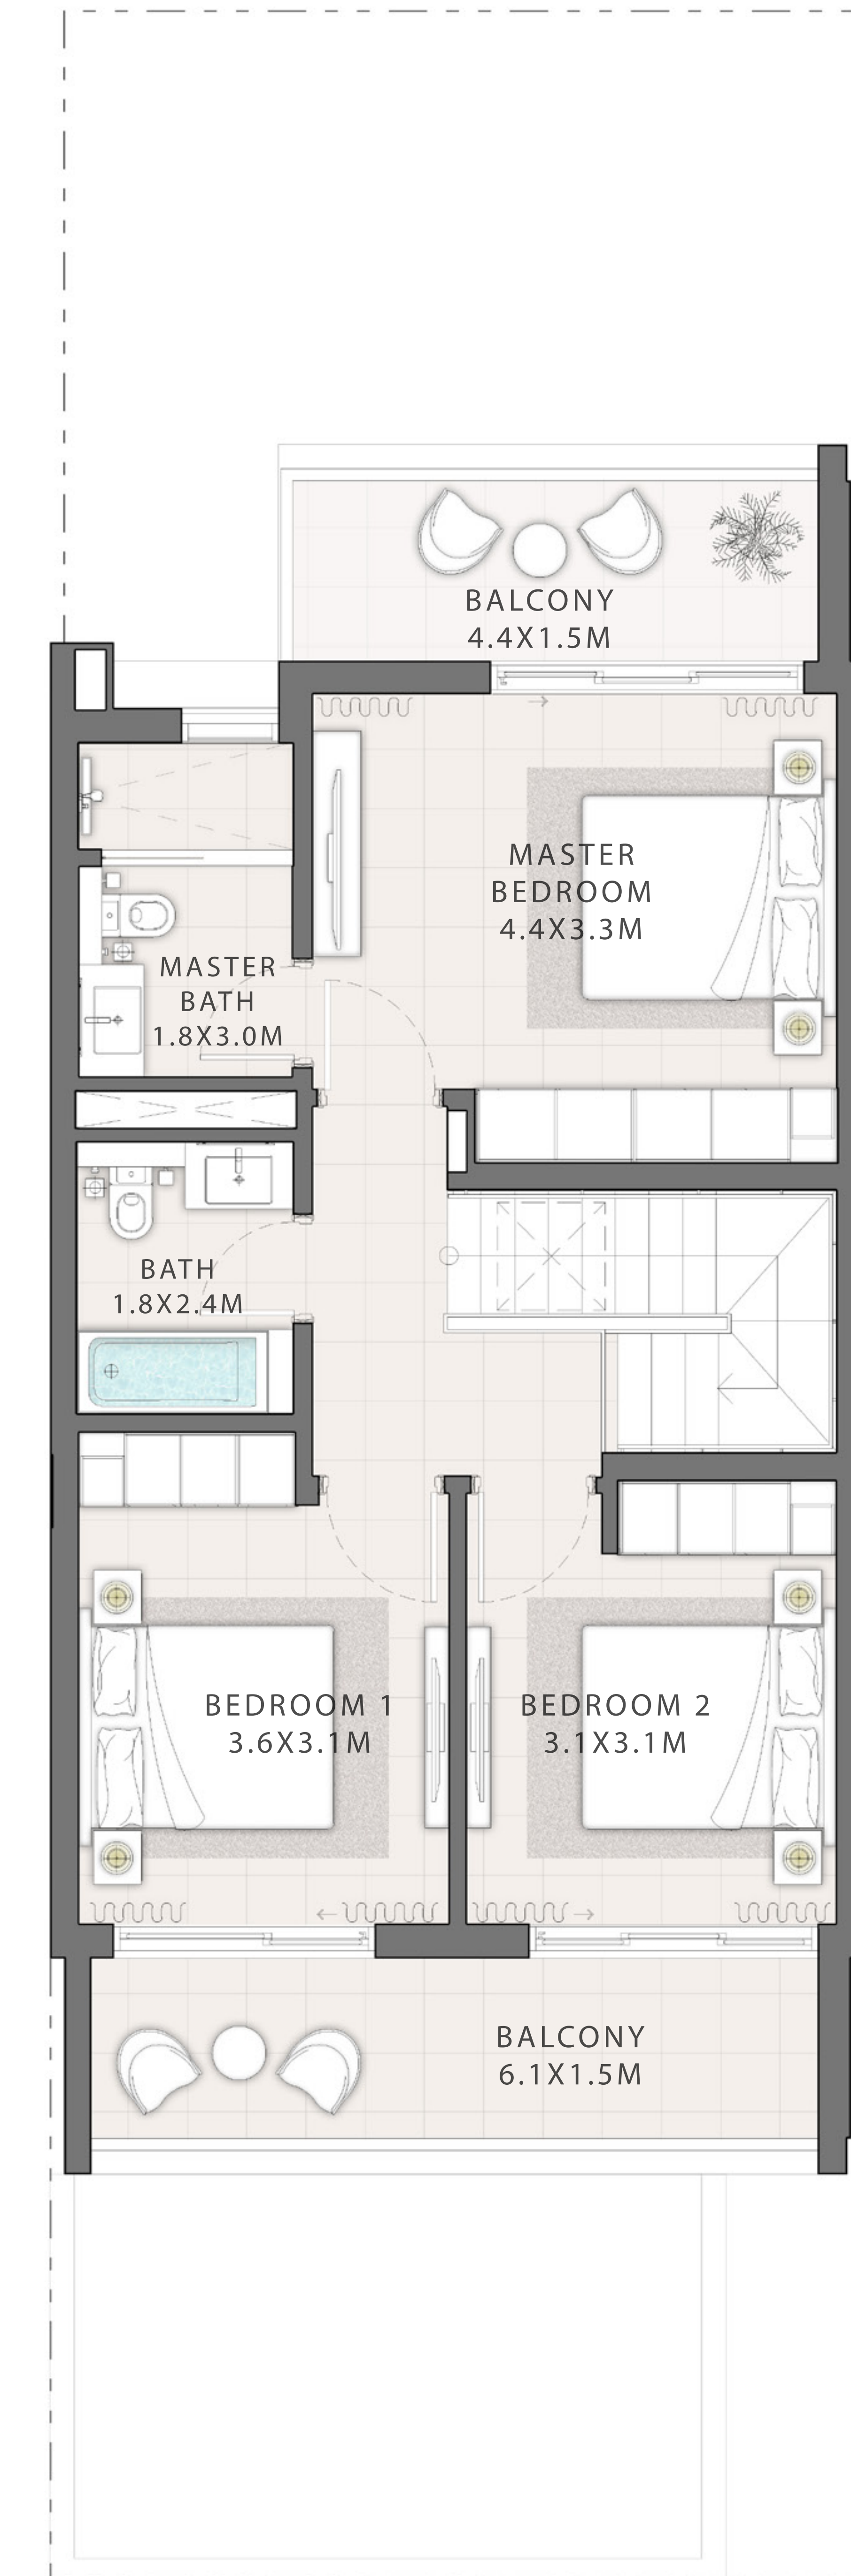 BALCONY
4.4X1.5M
MASTER
BEDROOM
4.4X3.3M
MASTER
BATH
1.8X3.0M
BATH
1.8X2.4M
BEDROOM 1
3.6X3.1M
BEDROOM 2
3.1X3.1M
BALCONY
6.1X1.5M